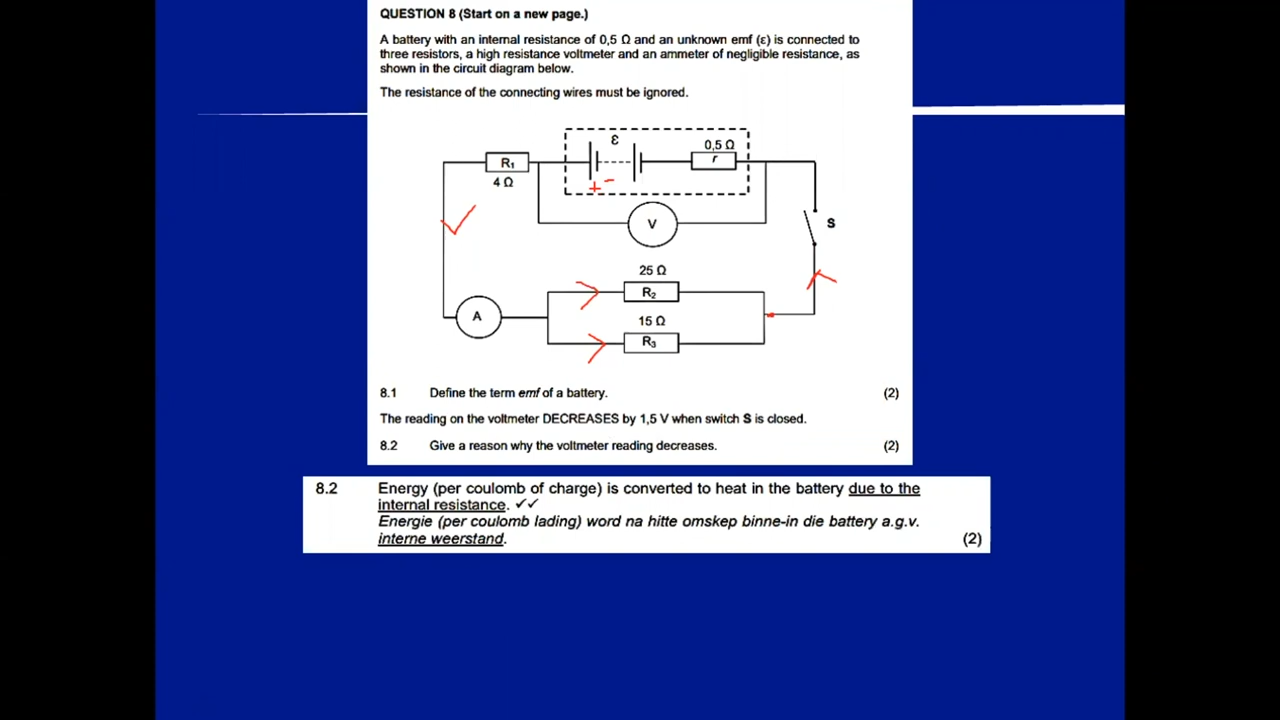 QUESTION 8 (Start on a new page.)
A battery with an internal resistance of 0,5 Ω and an unknown emf (ε) is connected to
three resistors, a high resistance voltmeter and an ammeter of negligible resistance, as
shown in the circuit diagram below.
The resistance of the connecting wires must be ignored.
ε
0,5 Ω
R₁
r
4 Ω
+ -
V
S
25 Ω
R₂
A
15 Ω
R₃
8.1 Define the term emf of a battery. (2)
The reading on the voltmeter DECREASES by 1,5 V when switch S is closed.
8.2 Give a reason why the voltmeter reading decreases. (2)
8.2 Energy (per coulomb of charge) is converted to heat in the battery due to the
internal resistance. ✓✓
Energie (per coulomb lading) word na hitte omskep binne-in die battery a.g.v.
interne weerstand. (2)